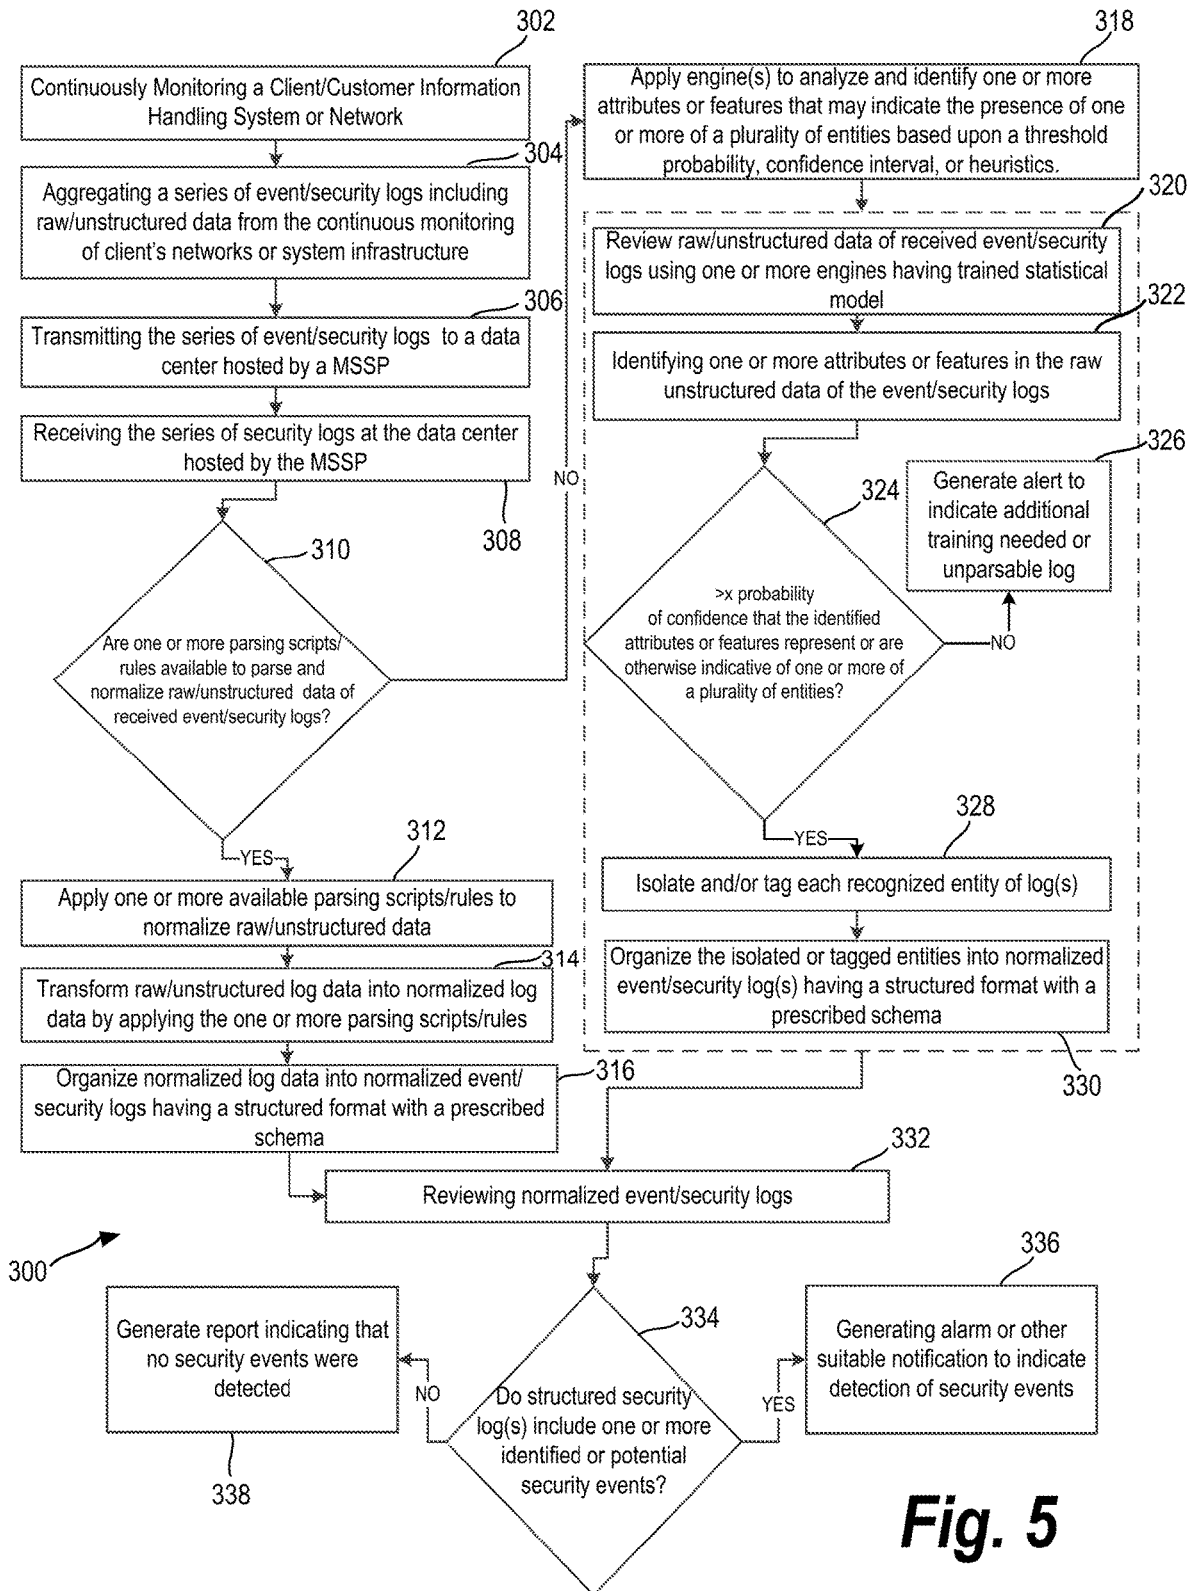 302
Continuously Monitoring a Client/Customer Information
Handling System or Network
304
Aggregating a series of event/security logs including
raw/unstructured data from the continuous monitoring
of client's networks or system infrastructure
306
Transmitting the series of event/security logs to a data
center hosted by a MSSP
Receiving the series of security logs at the data center
hosted by the MSSP
308
310
Are one or more parsing scripts/
rules available to parse and
normalize raw/unstructured data of
received event/security logs?
NO
YES
312
Apply one or more available parsing scripts/rules to
normalize raw/unstructured data
314
Transform raw/unstructured log data into normalized log
data by applying the one or more parsing scripts/rules
316
Organize normalized log data into normalized event/
security logs having a structured format with a prescribed
schema
318
Apply engine(s) to analyze and identify one or more
attributes or features that may indicate the presence of one
or more of a plurality of entities based upon a threshold
probability, confidence interval, or heuristics.
320
Review raw/unstructured data of received event/security
logs using one or more engines having trained statistical
model
322
Identifying one or more attributes or features in the raw
unstructured data of the event/security logs
324
>x probability
of confidence that the identified
attributes or features represent or are
otherwise indicative of one or more of
a plurality of entities?
NO
326
Generate alert to
indicate additional
training needed or
unparsable log
YES
328
Isolate and/or tag each recognized entity of log(s)
Organize the isolated or tagged entities into normalized
event/security log(s) having a structured format with a
prescribed schema
330
332
Reviewing normalized event/security logs
300
334
Do structured security
log(s) include one or more
identified or potential
security events?
NO
Generate report indicating that
no security events were
detected
338
YES
336
Generating alarm or other
suitable notification to indicate
detection of security events
Fig. 5